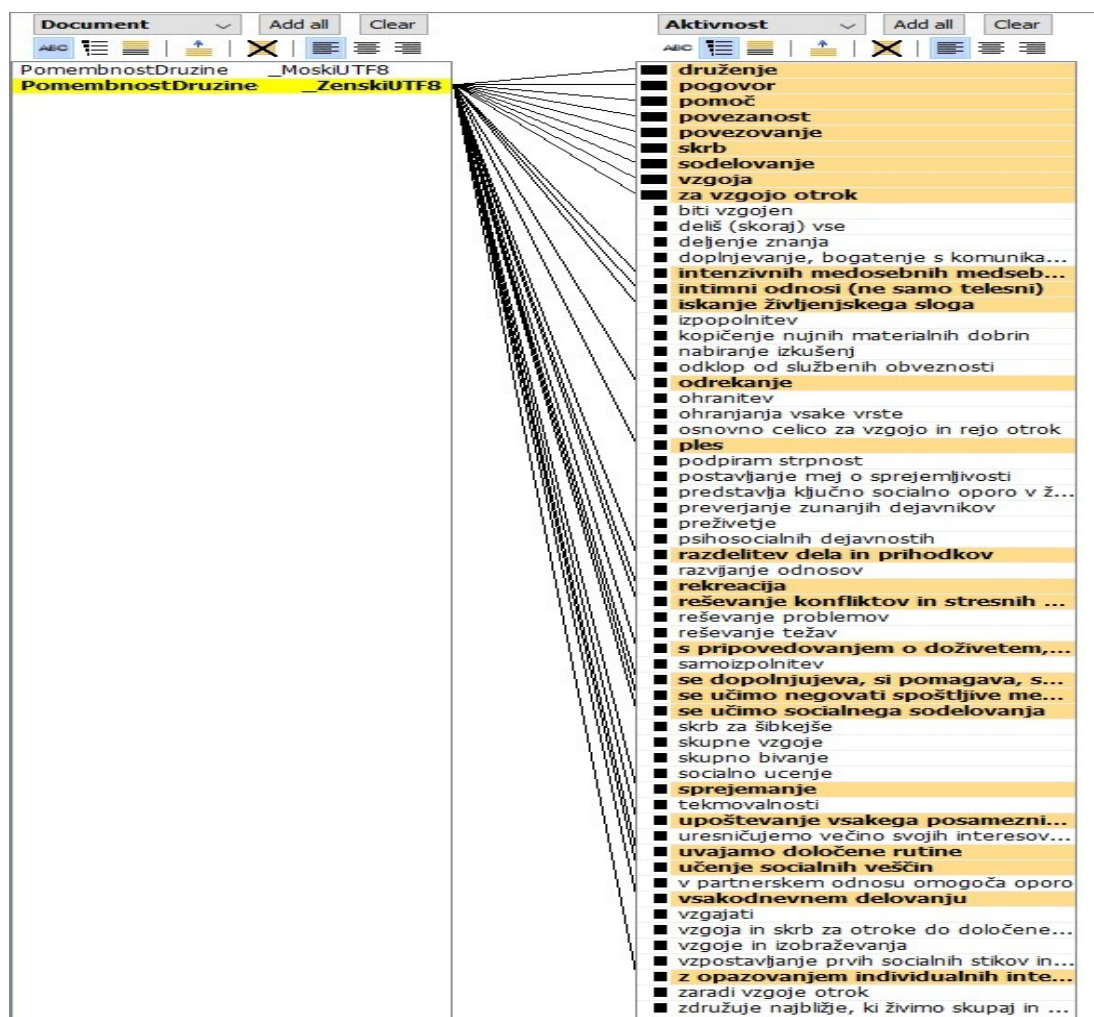 Document Add all Clear
Aktivnost Add all Clear
ABC
ABC
PomembnostDruzine _MoskiUTF8
PomembnostDruzine _ZenskiUTF8
druženje
pogovor
pomoč
povezanost
povezovanje
skrb
sodelovanje
vzgoja
za vzgojo otrok
biti vzgojen
deliš (skoraj) vse
deljenje znanja
doplnjevanje, bogatenje s komunika...
intenzivnih medosebnih medseb...
intimni odnosi (ne samo telesni)
iskanje življenjskega sloga
izpopolnitev
kopičenje nujnih materialnih dobrin
nabiranje izkušenj
odklop od službenih obveznosti
odrekanje
ohranitev
ohranjanja vsake vrste
osnovno celico za vzgojo in rejo otrok
ples
podpiram strpnost
postavljanje mej o sprejemljivosti
predstavlja ključno socialno oporo v ž...
preverjanje zunanjih dejavnikov
preživetje
psihosocialnih dejavnostih
razdelitev dela in prihodkov
razvijanje odnosov
rekreacija
reševanje konfliktov in stresnih ...
reševanje problemov
reševanje težav
s pripovedovanjem o doživetem,...
samoizpolnitev
se dopolnjujeva, si pomagava, s...
se učimo negovati spoštljive me...
se učimo socialnega sodelovanja
skrb za šibkejše
skupne vzgoje
skupno bivanje
socialno ucenje
sprejemanje
tekmovalnosti
upoštevanje vsakega posamezni...
uresničujemo večino svojih interesov...
uvajamo določene rutine
učenje socialnih veščin
v partnerskem odnosu omogoča oporo
vsakodnevnem delovanju
vzgajati
vzgoja in skrb za otroke do določene...
vzgoje in izobraževanja
vzpostavljanje prvih socialnih stikov in...
z opazovanjem individualnih inte...
zaradi vzgoje otrok
združuje najbližje, ki živimo skupaj in ...